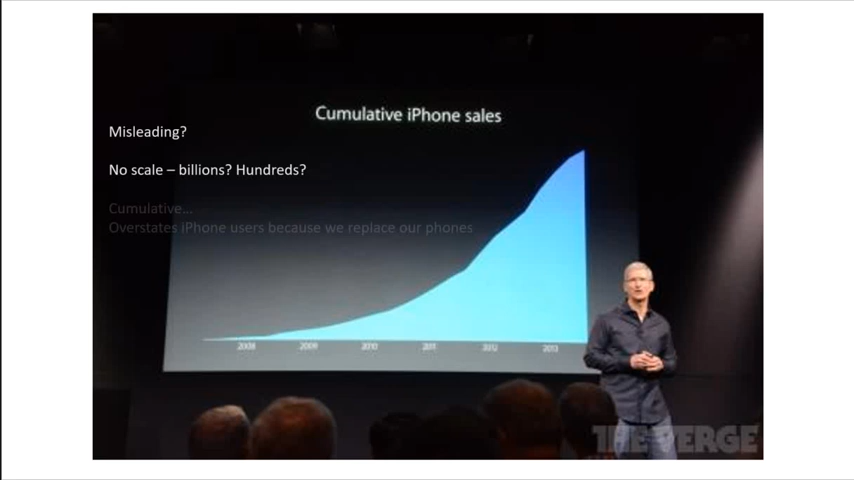 Cumulative iPhone sales
Misleading?
No scale – billions? Hundreds?
Cumulative...
Overstates iPhone users because we replace our phones
2008 2009 2010 2011 2012 2013
THE VERGE